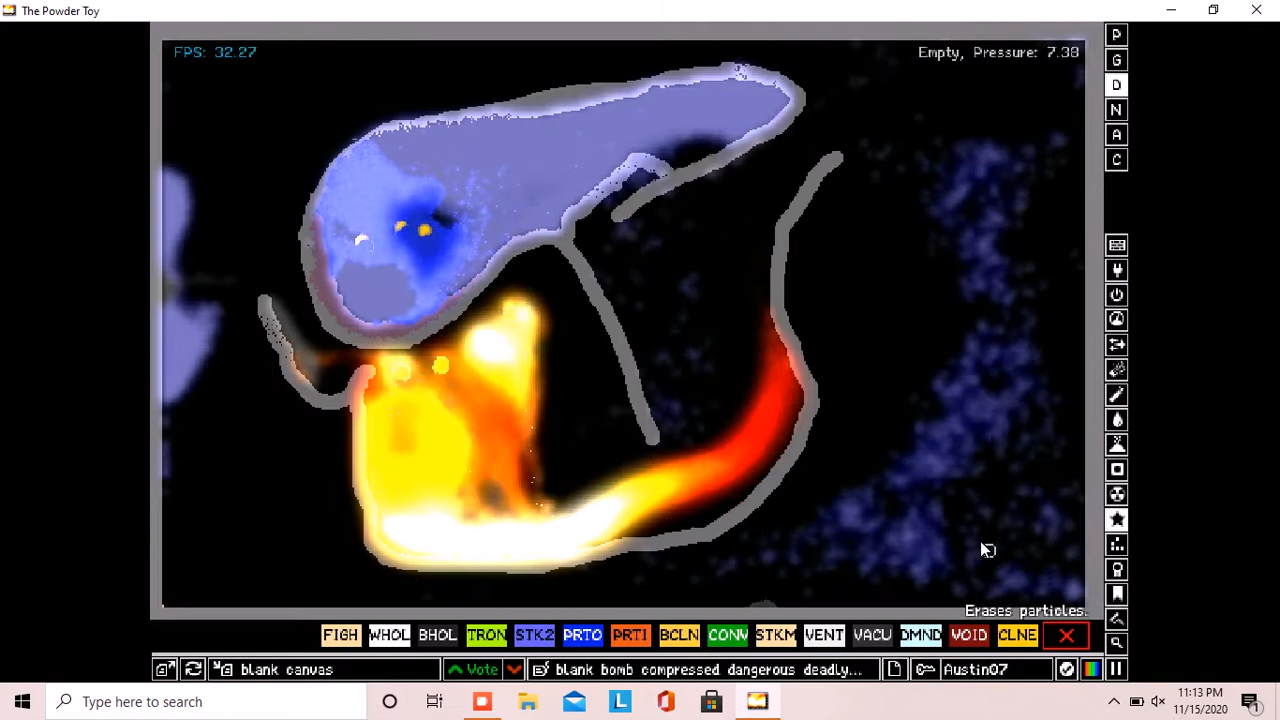 The Powder Toy
FPS: 32.27
Empty, Pressure: 7.38
P
G
D
N
A
C
Erases particles.
FIGH WHOL BHOL TRON STK2 PRTO PRTI BCLN CONV STKM VENT VACU DMND VOID CLNE
blank canvas Vote blank bomb compressed dangerous deadly... Austin07
Type here to search
11:13 PM
11/15/2020